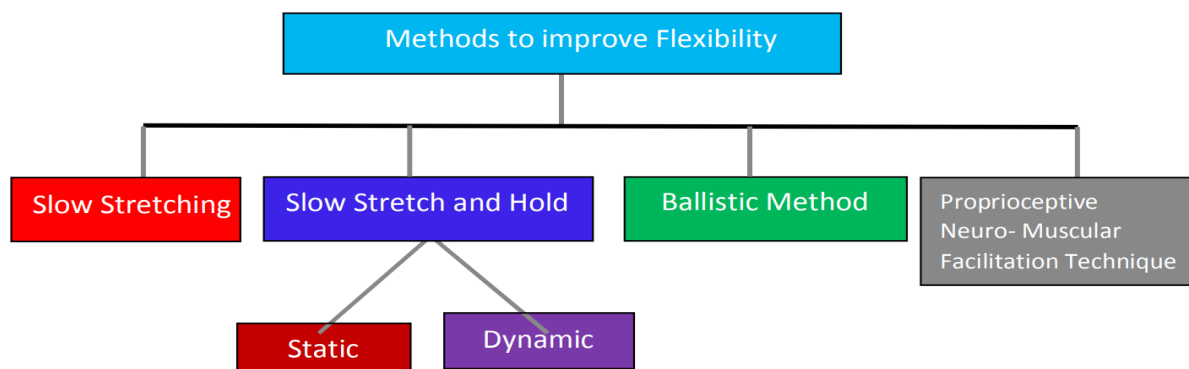 Methods to improve Flexibility
Slow Stretching
Slow Stretch and Hold
Ballistic Method
Proprioceptive
Neuro- Muscular
Facilitation Technique
Static
Dynamic